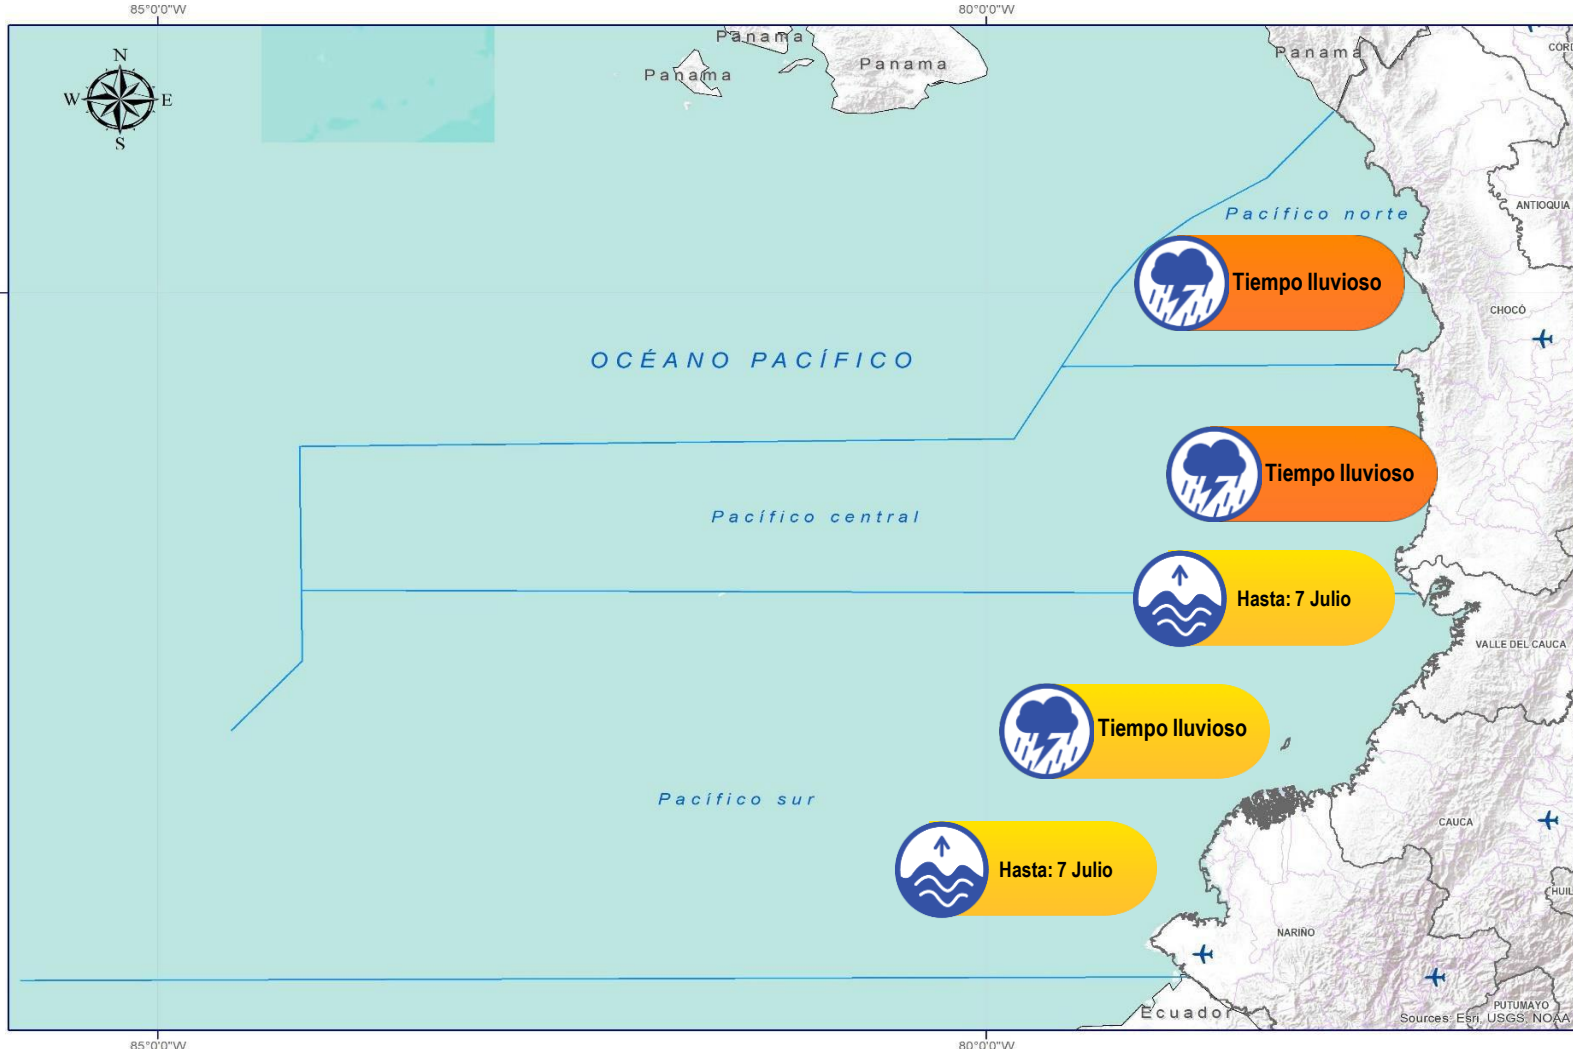 85°0'0"W
80°0'0"W
N
W
E
S
Panama
Panama
Panama
Panama
CÓRD
ANTIOQUIA
Pacífico norte
Tiempo lluvioso
CHOCÓ
OCÉANO PACÍFICO
Tiempo lluvioso
Pacífico central
Hasta: 7 Julio
VALLE DEL CAUCA
Tiempo lluvioso
Pacífico sur
CAUCA
Hasta: 7 Julio
HUIL
NARIÑO
PUTUMAYO
Ecuador
Sources: Esri, USGS, NOAA
85°0'0"W
80°0'0"W